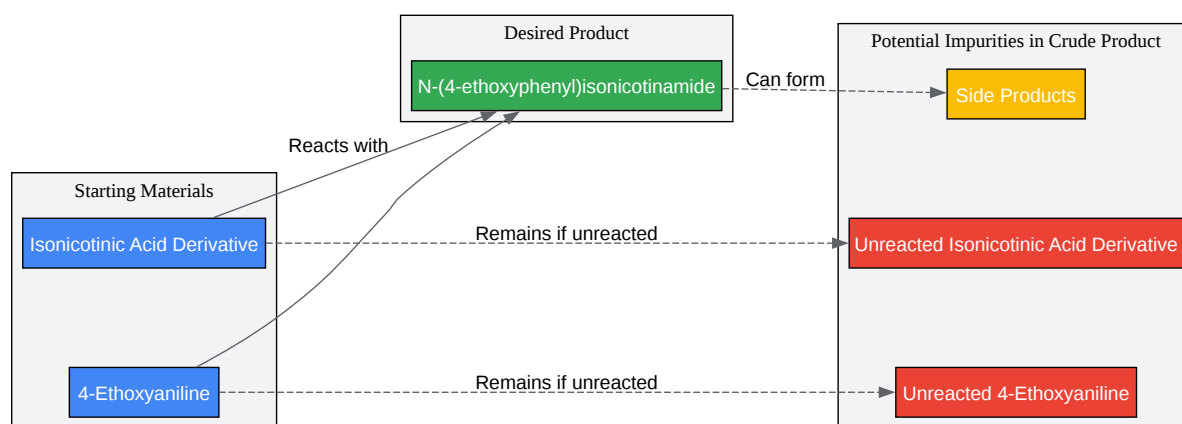 Desired Product
N-(4-ethoxyphenyl)isonicotinamide
Can form
Potential Impurities in Crude Product
Side Products
Reacts with
Starting Materials
Isonicotinic Acid Derivative
Remains if unreacted
Unreacted Isonicotinic Acid Derivative
4-Ethoxyaniline
Remains if unreacted
Unreacted 4-Ethoxyaniline